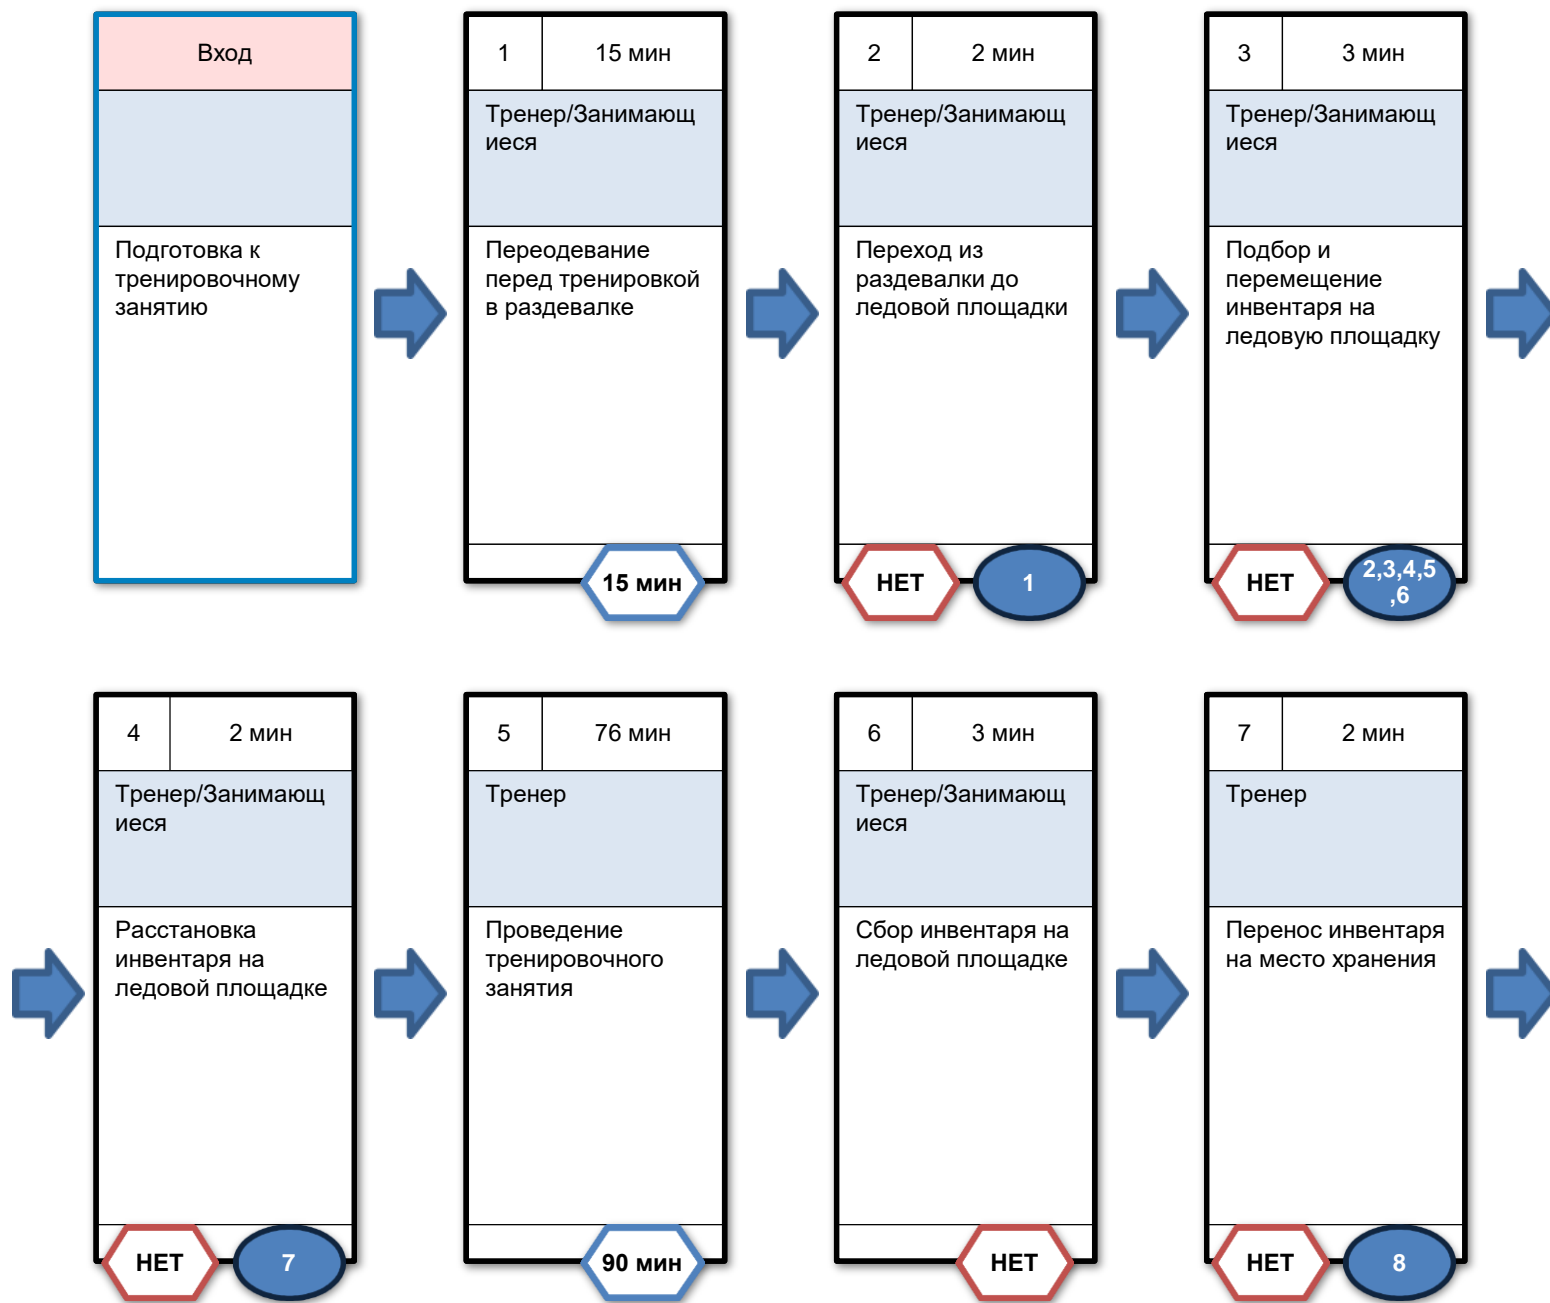 Вход
Подготовка к
тренировочному
занятию
1
15 мин
Тренер/Занимающ
иеся
Переодевание
перед тренировкой
в раздевалке
15 мин
2
2 мин
Тренер/Занимающ
иеся
Переход из
раздевалки до
ледовой площадки
НЕТ
1
3
3 мин
Тренер/Занимающ
иеся
Подбор и
перемещение
инвентаря на
ледовую площадку
НЕТ
2,3,4,5
,6
4
2 мин
Тренер/Занимающ
иеся
Расстановка
инвентаря на
ледовой площадке
НЕТ
7
5
76 мин
Тренер
Проведение
тренировочного
занятия
90 мин
6
3 мин
Тренер/Занимающ
иеся
Сбор инвентаря на
ледовой площадке
НЕТ
7
2 мин
Тренер
Перенос инвентаря
на место хранения
НЕТ
8